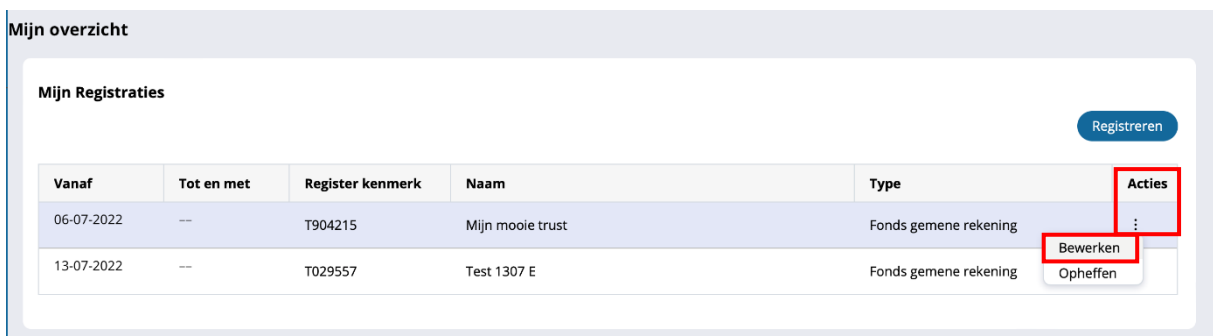 Mijn overzicht
Mijn Registraties
Registreren
Vanaf Tot en met Register kenmerk Naam Type Acties
06-07-2022 -- T904215 Mijn mooie trust Fonds gemene rekening ⋮
Bewerken
13-07-2022 -- T029557 Test 1307 E Fonds gemene rekening Opheffen